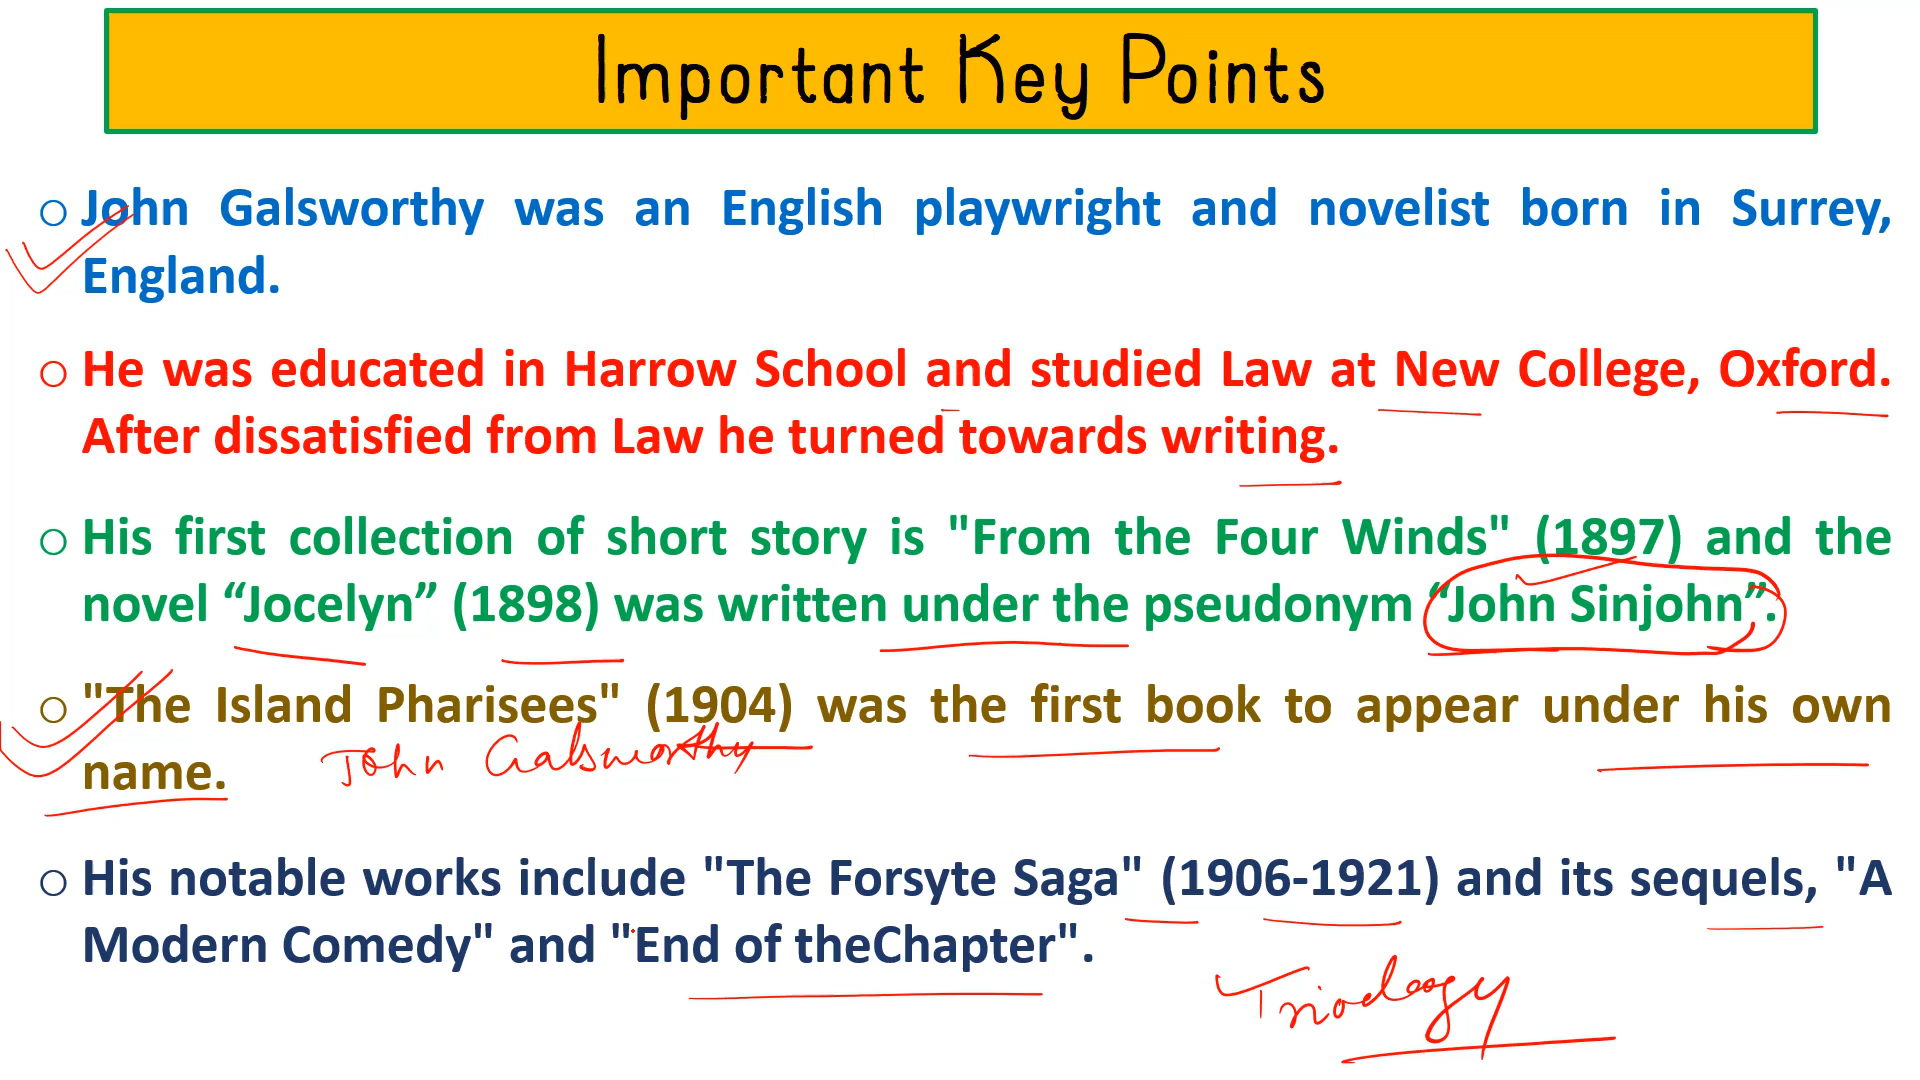 Important Key Points
John Galsworthy was an English playwright and novelist born in Surrey,
England.
He was educated in Harrow School and studied Law at New College, Oxford.
After dissatisfied from Law he turned towards writing.
His first collection of short story is "From the Four Winds" (1897) and the
novel “Jocelyn” (1898) was written under the pseudonym “John Sinjohn”.
"The Island Pharisees" (1904) was the first book to appear under his own
name. John Galsworthy
His notable works include "The Forsyte Saga" (1906-1921) and its sequels, "A
Modern Comedy" and "End of theChapter".